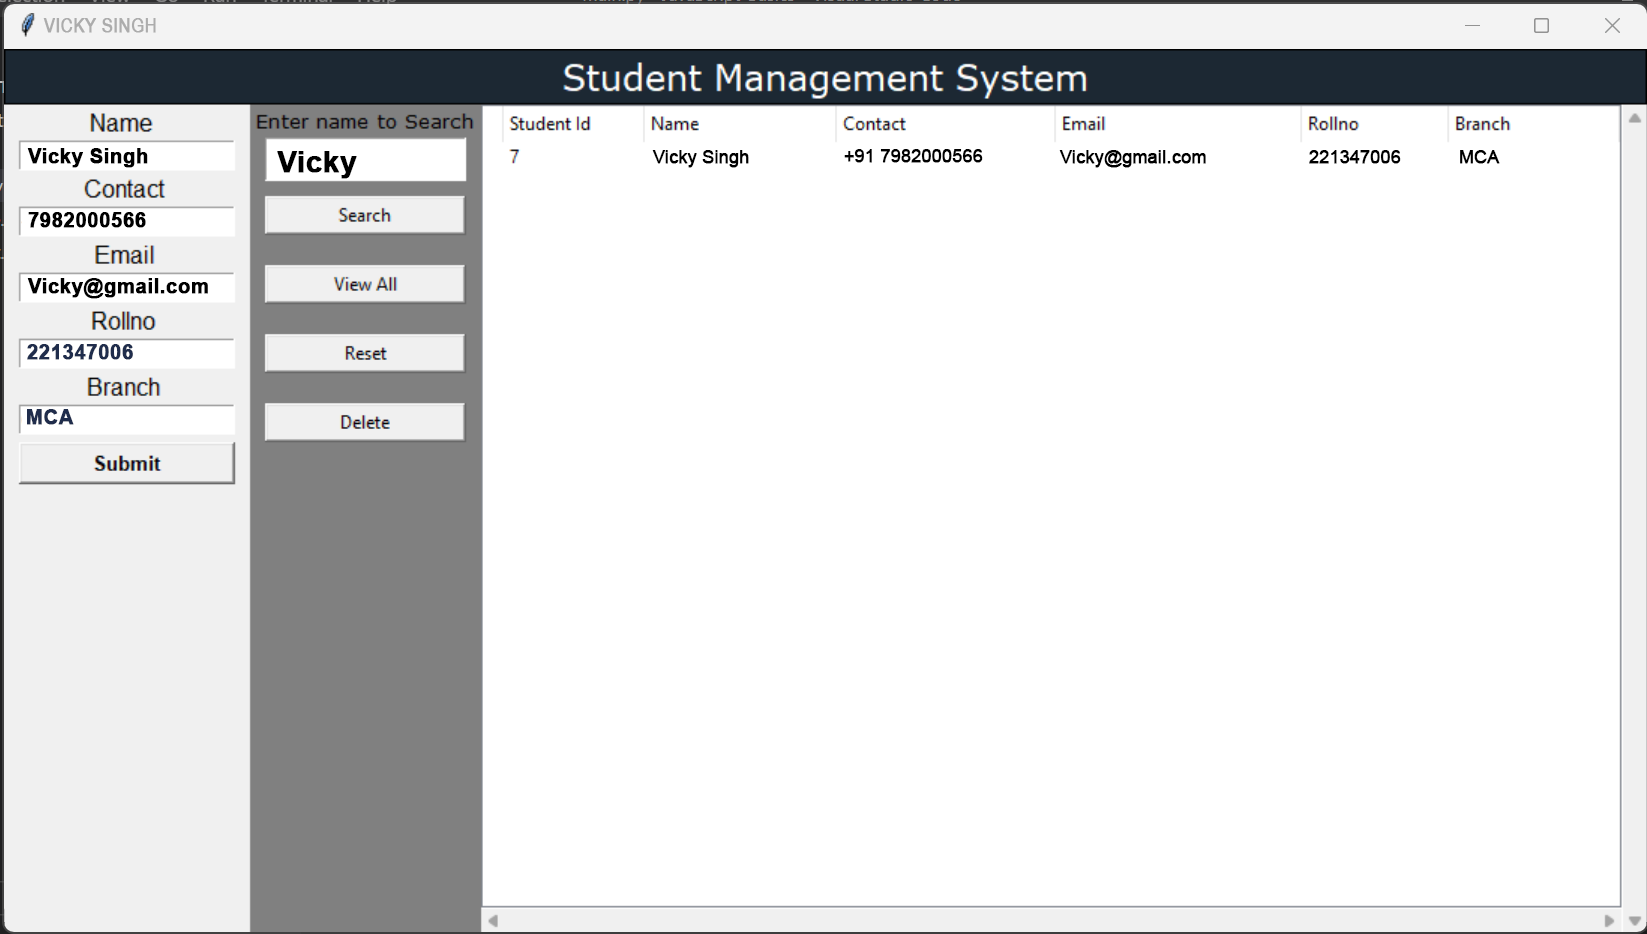 VICKY SINGH
Student Management System
Name
Vicky Singh
Contact
7982000566
Email
Vicky@gmail.com
Rollno
221347006
Branch
MCA
Submit
Enter name to Search
Vicky
Search
View All
Reset
Delete
Student Id Name Contact Email Rollno Branch
7 Vicky Singh +91 7982000566 Vicky@gmail.com 221347006 MCA